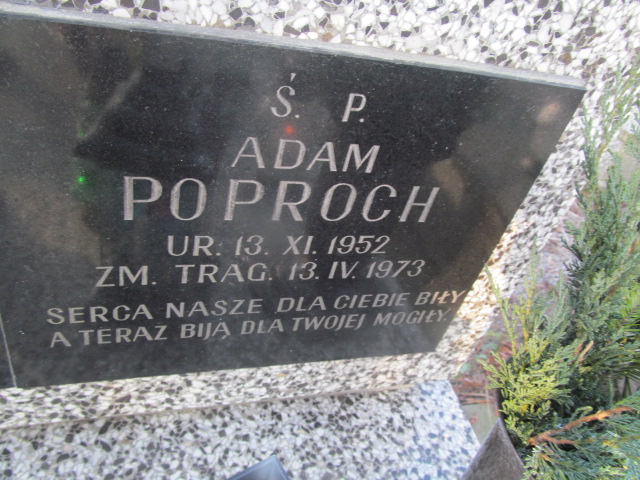 Ś. P.
ADAM
POPROCH
UR. 13. XI. 1952
ZM. TRAG. 13. IV. 1973
SERCA NASZE DLA CIEBIE BIŁY
A TERAZ BIJĄ DLA TWOJEJ MOGIŁY.